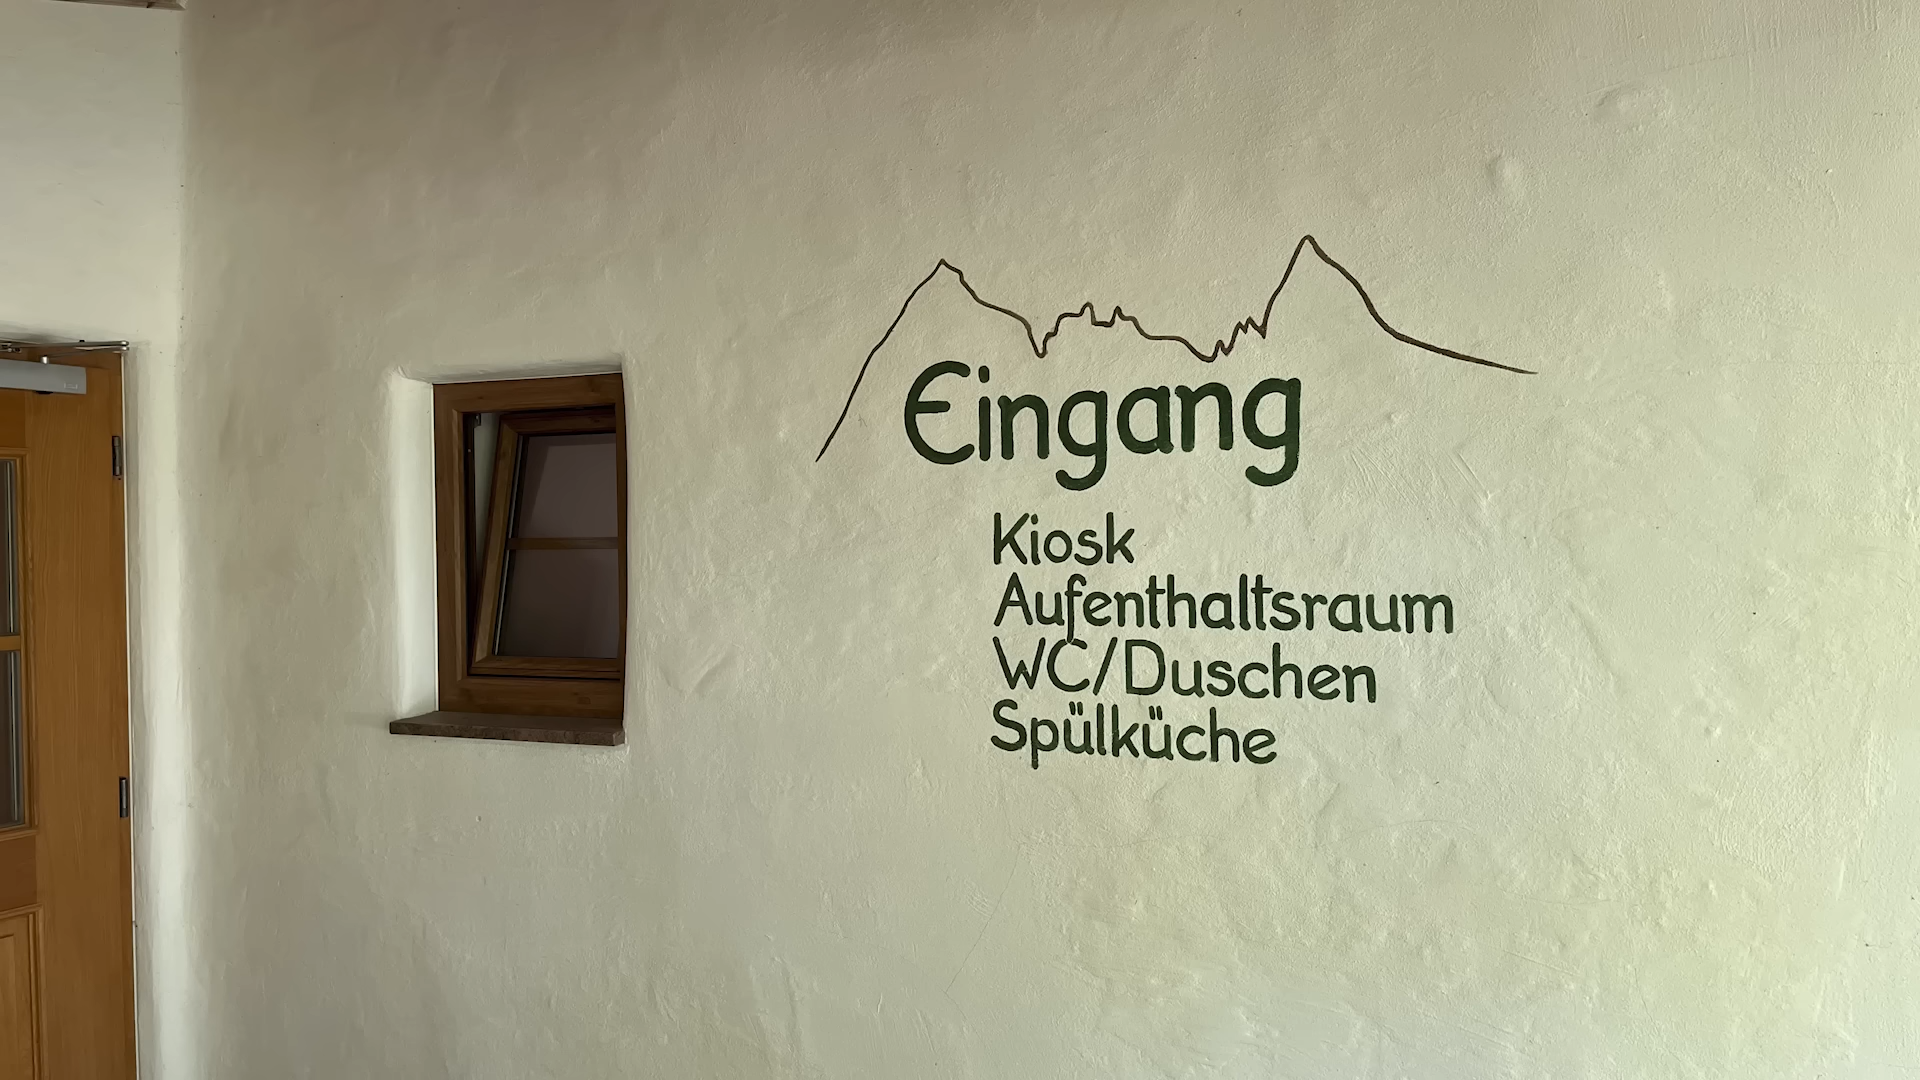 Eingang
Kiosk
Aufenthaltsraum
WC/Duschen
Spülküche